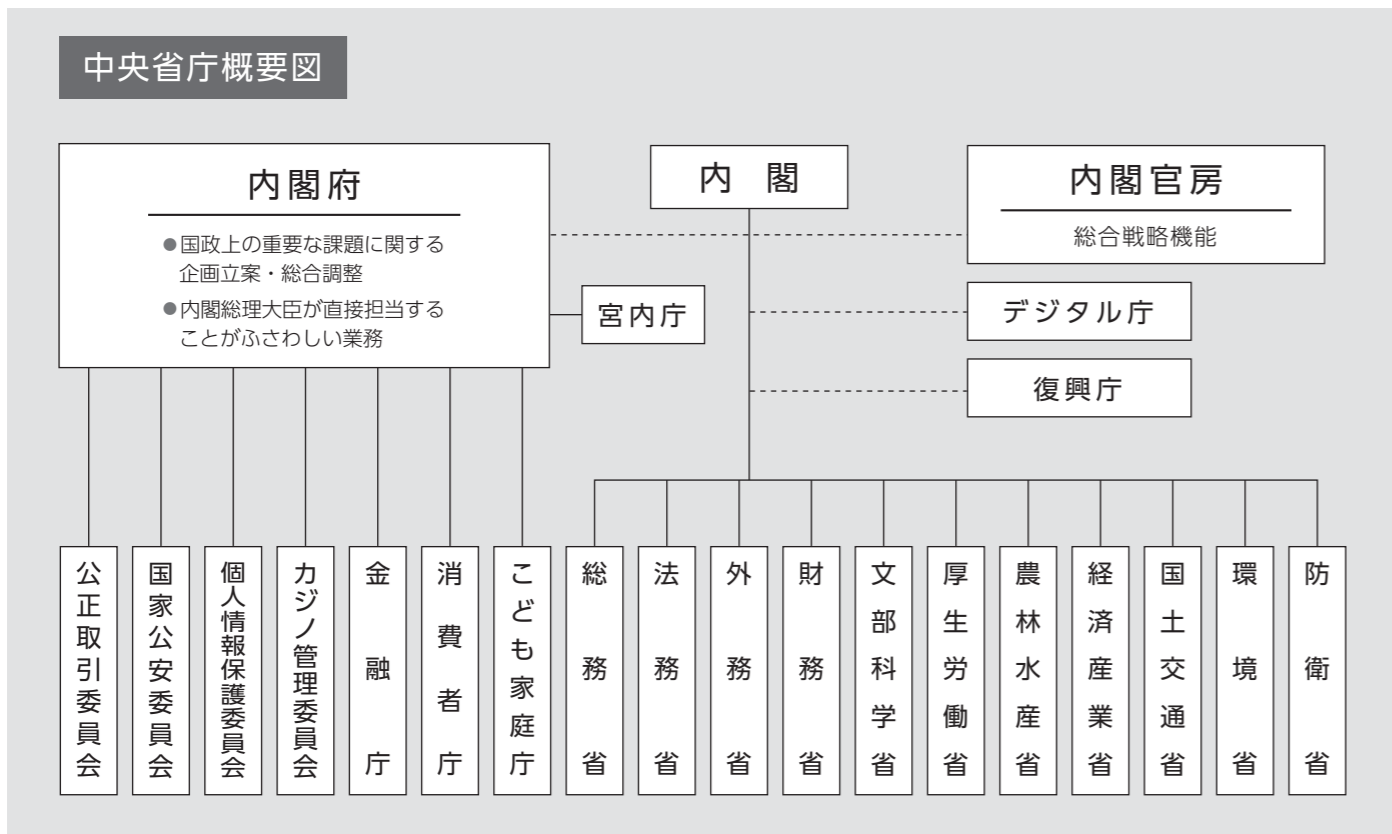 中央省庁概要図
内閣府
●国政上の重要な課題に関する
企画立案・総合調整
●内閣総理大臣が直接担当する
ことがふさわしい業務
内　閣
内閣官房
総合戦略機能
宮内庁
デジタル庁
復興庁
公正取引委員会
国家公安委員会
個人情報保護委員会
カジノ管理委員会
金融庁
消費者庁
こども家庭庁
総務省
法務省
外務省
財務省
文部科学省
厚生労働省
農林水産省
経済産業省
国土交通省
環境省
防衛省